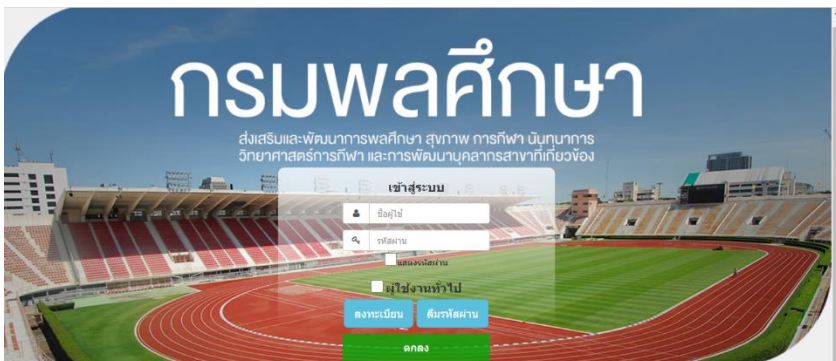 กรมพลศึกษา
ส่งเสริมและพัฒนาการพลศึกษา สุขภาพ การกีฬา นันทนาการ
วิทยาศาสตร์การกีฬา และการพัฒนาบุคลากรสาขาที่เกี่ยวข้อง
เข้าสู่ระบบ
ชื่อผู้ใช้
รหัสผ่าน
แสดงรหัสผ่าน
ผู้ใช้งานทั่วไป
ลงทะเบียน ลืมรหัสผ่าน
ตกลง